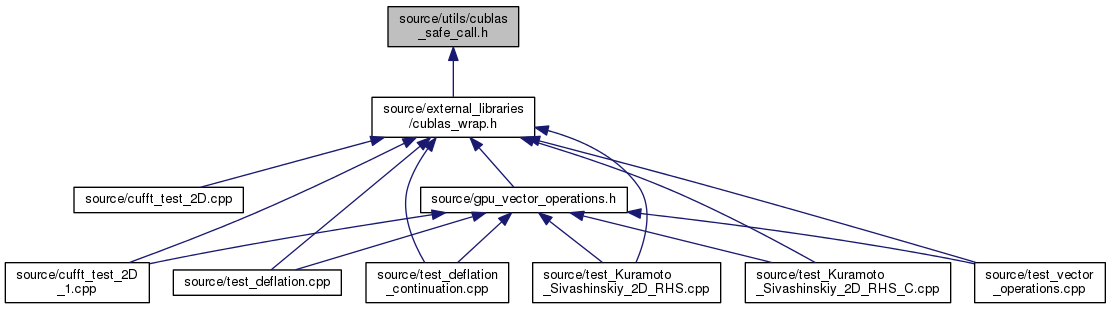 source/utils/cublas
_safe_call.h
source/external_libraries
/cublas_wrap.h
source/cufft_test_2D.cpp
source/gpu_vector_operations.h
source/cufft_test_2D
_1.cpp
source/test_deflation.cpp
source/test_deflation
_continuation.cpp
source/test_Kuramoto
_Sivashinskiy_2D_RHS.cpp
source/test_Kuramoto
_Sivashinskiy_2D_RHS_C.cpp
source/test_vector
_operations.cpp